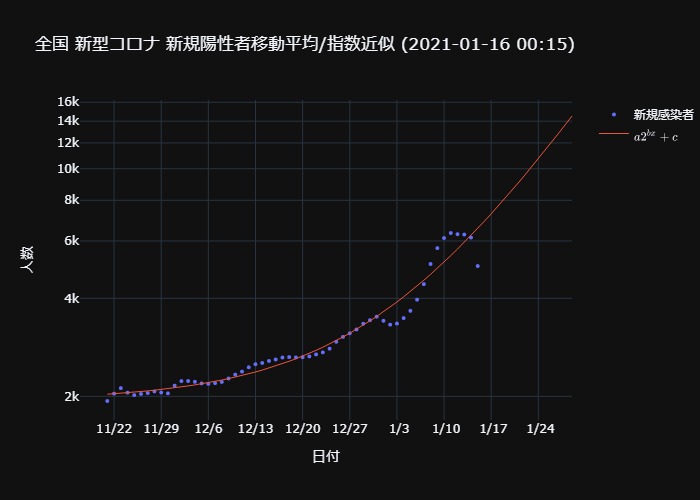 全国 新型コロナ 新規陽性者移動平均/指数近似 (2021-01-16 00:15)
16k
14k
12k
10k
8k
6k
4k
2k
人数
11/22 11/29 12/6 12/13 12/20 12/27 1/3 1/10 1/17 1/24
日付
新規感染者
a2^{bx} + c